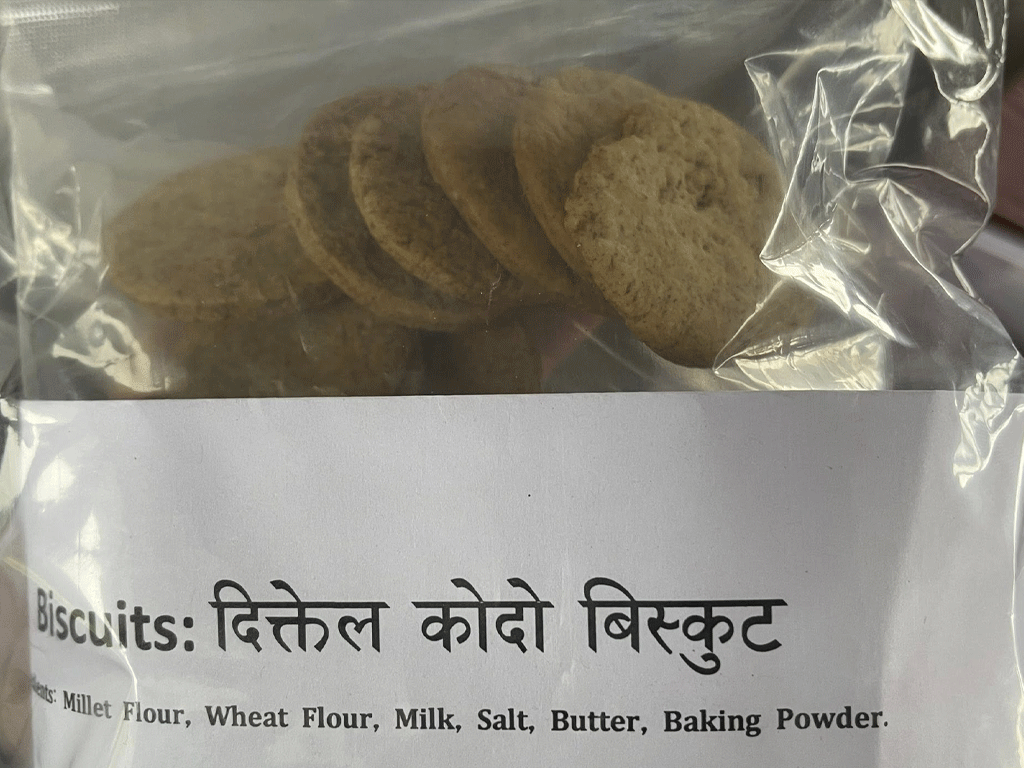 Biscuits: दिक्तेल कोदो बिस्कुट
Millet Flour, Wheat Flour, Milk, Salt, Butter, Baking Powder.